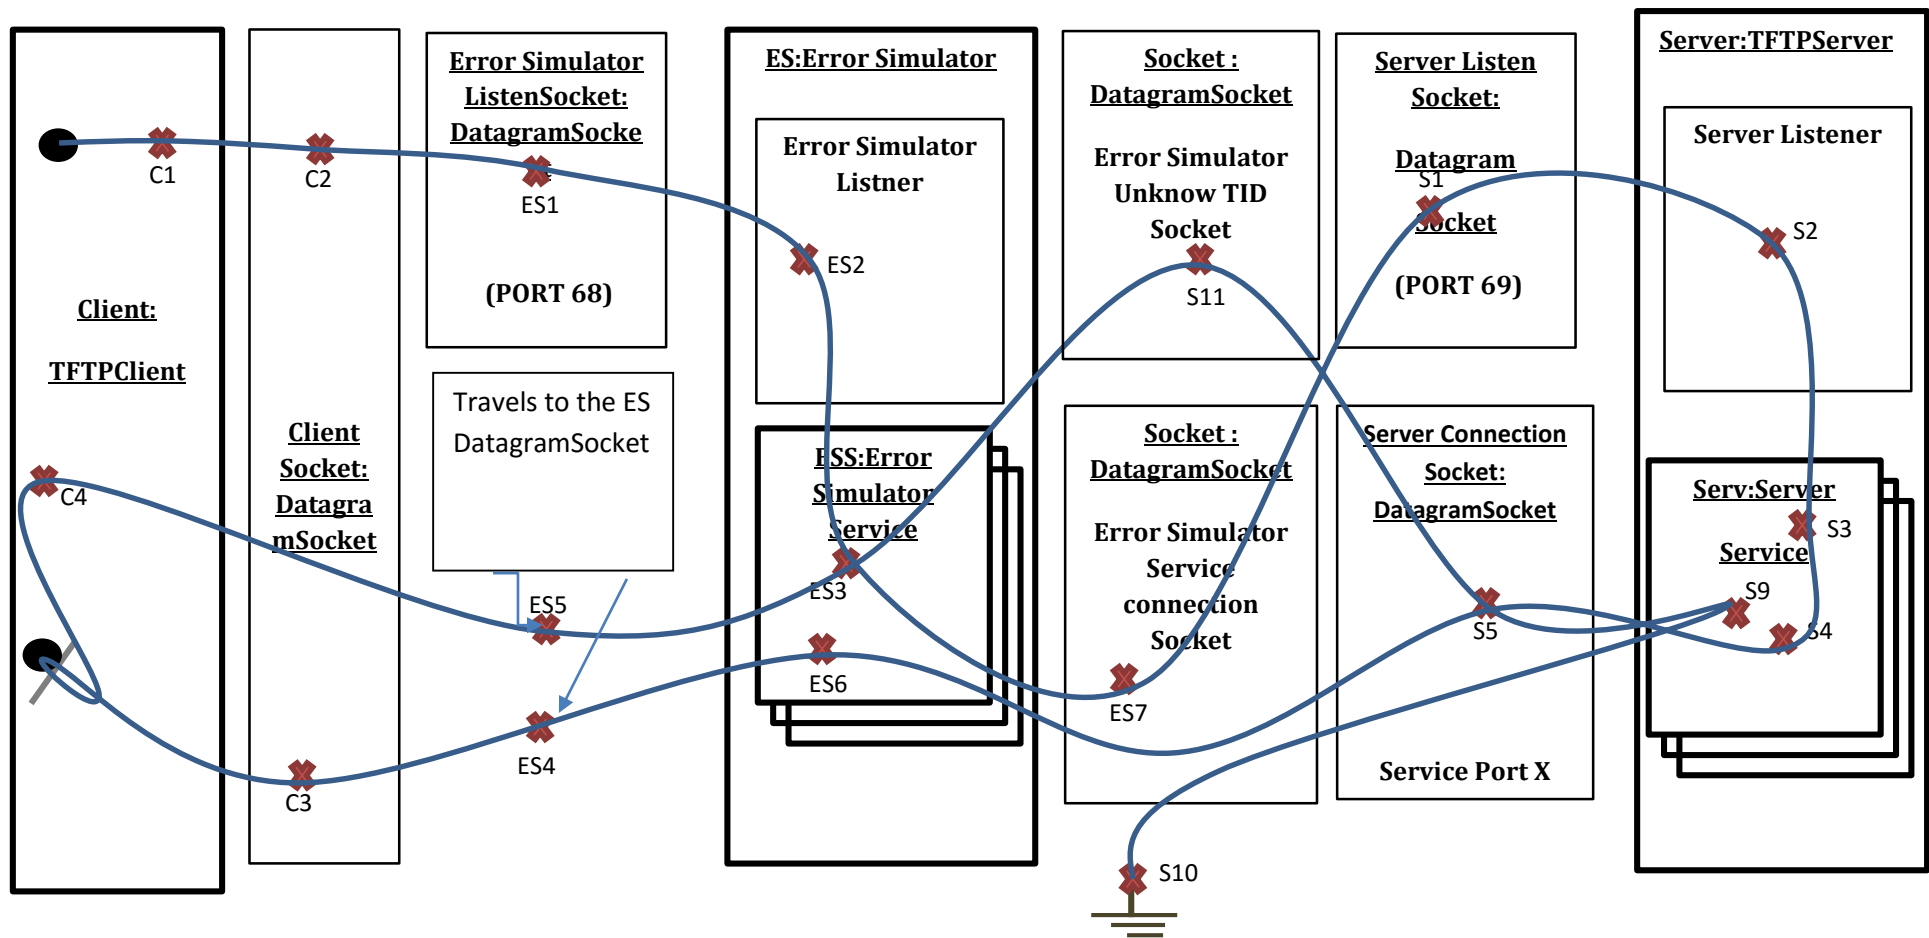 Client:
TFTPClient
C1
C4
Client
Socket:
Datagra
mSocket
C2
C3
Error Simulator
ListenSocket:
DatagramSocke
ES1
(PORT 68)
Travels to the ES
DatagramSocket
ES5
ES4
ES:Error Simulator
Error Simulator
Listner
ES2
ESS:Error
Simulator
Service
ES3
ES6
Socket :
DatagramSocket
Error Simulator
Unknow TID
Socket
S11
Socket :
DatagramSocket
Error Simulator
Service
connection
Socket
ES7
S10
Server Listen
Socket:
Datagram
S1
Socket
(PORT 69)
Server Connection
Socket:
DatagramSocket
S5
Service Port X
Server:TFTPServer
Server Listener
S2
Serv:Server
S3
Service
S9
S4